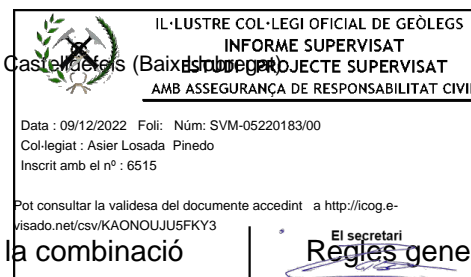 IL·LUSTRE COL·LEGI OFICIAL DE GEÒLEGS
INFORME SUPERVISAT
Castelldefels (Baix Llobregat).
ESTUDI O PROJECTE SUPERVISAT
AMB ASSEGURANÇA DE RESPONSABILITAT CIVI
Data : 09/12/2022 Foli: Núm: SVM-05220183/00
Col·legiat : Asier Losada Pinedo
Inscrit amb el nº : 6515
Pot consultar la validesa del documente accedint a http://icog.e-
visado.net/csv/KAONOUJU5FKY3
El secretari
la combinació Regles gene